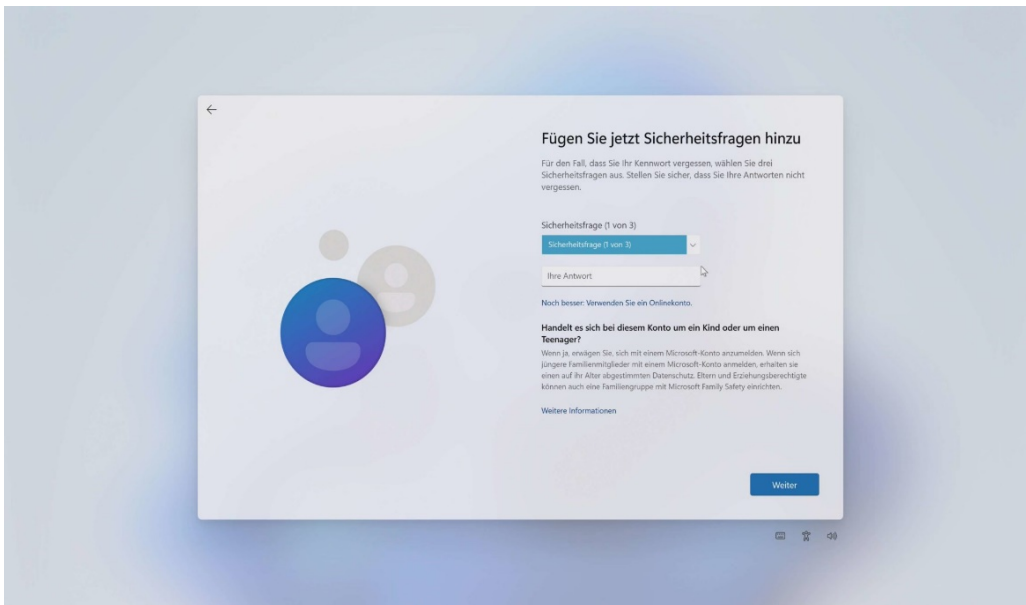 Fügen Sie jetzt Sicherheitsfragen hinzu
Für den Fall, dass Sie Ihr Kennwort vergessen, wählen Sie drei
Sicherheitsfragen aus. Stellen Sie sicher, dass Sie Ihre Antworten nicht
vergessen.
Sicherheitsfrage (1 von 3)
Sicherheitsfrage (1 von 3)
Ihre Antwort
Noch besser: Verwenden Sie ein Onlinekonto.
Handelt es sich bei diesem Konto um ein Kind oder um einen
Teenager?
Wenn ja, erwägen Sie, sich mit einem Microsoft-Konto anzumelden. Wenn sich
jüngere Familienmitglieder mit einem Microsoft-Konto anmelden, erhalten sie
einen auf ihr Alter abgestimmten Datenschutz. Eltern und Erziehungsberechtigte
können auch eine Familiengruppe mit Microsoft Family Safety einrichten.
Weitere Informationen
Weiter